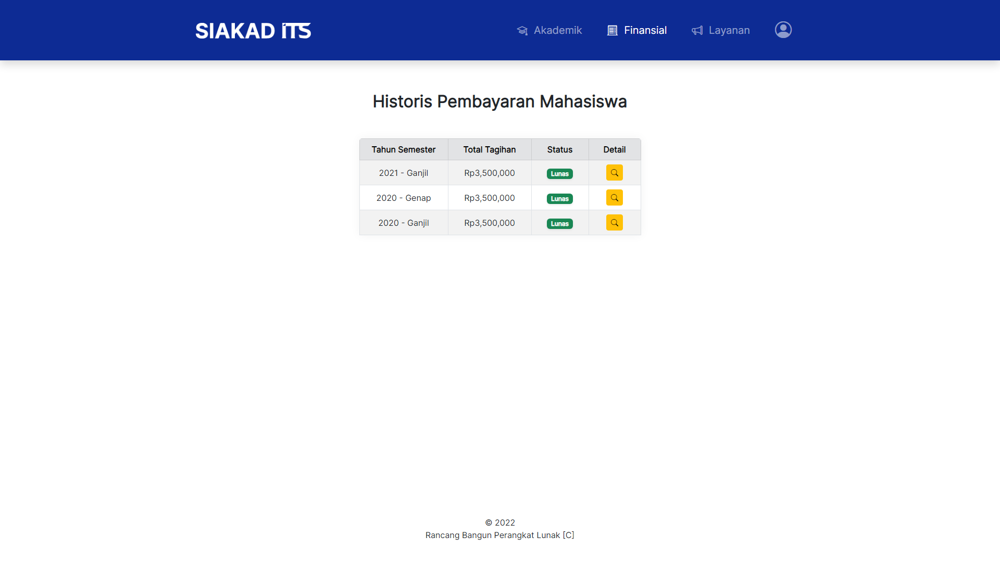 SIAKAD ITS
Akademik
Finansial
Layanan
Historis Pembayaran Mahasiswa
Tahun Semester Total Tagihan Status Detail
2021 - Ganjil Rp3,500,000 Lunas
2020 - Genap Rp3,500,000 Lunas
2020 - Ganjil Rp3,500,000 Lunas
© 2022
Rancang Bangun Perangkat Lunak [C]